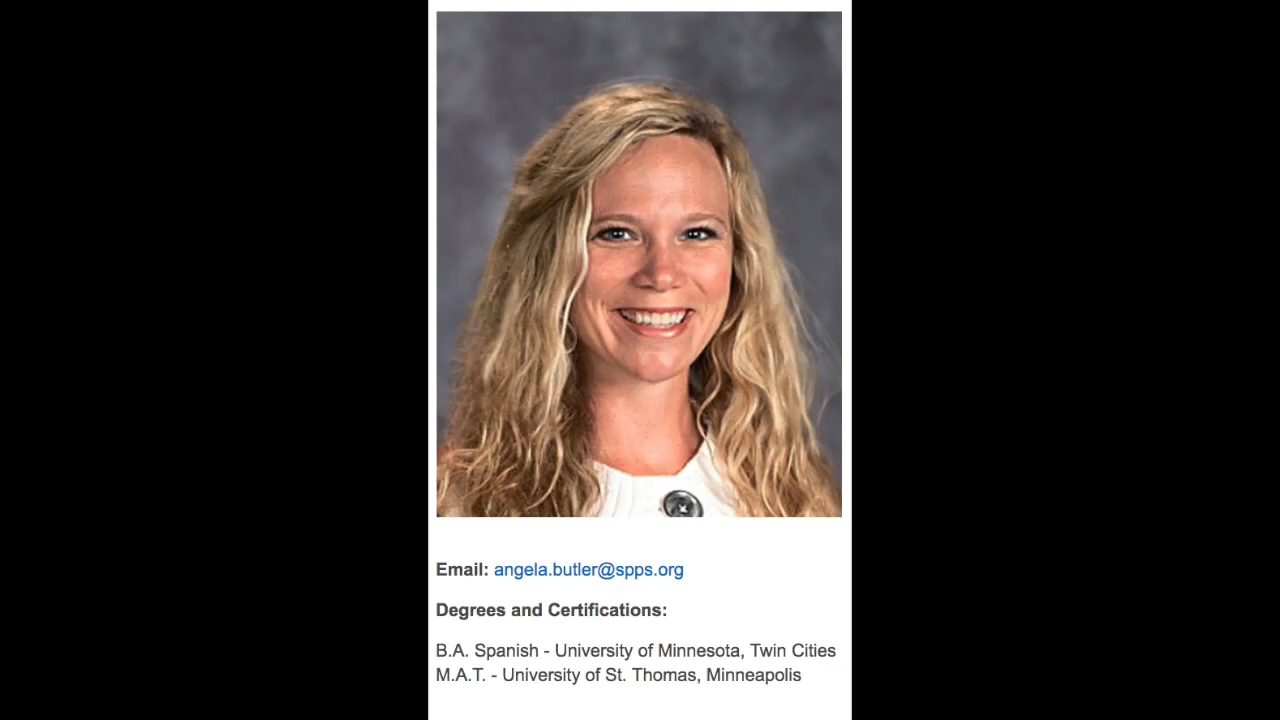 Email: angela.butler@spps.org
Degrees and Certifications:
B.A. Spanish - University of Minnesota, Twin Cities
M.A.T. - University of St. Thomas, Minneapolis